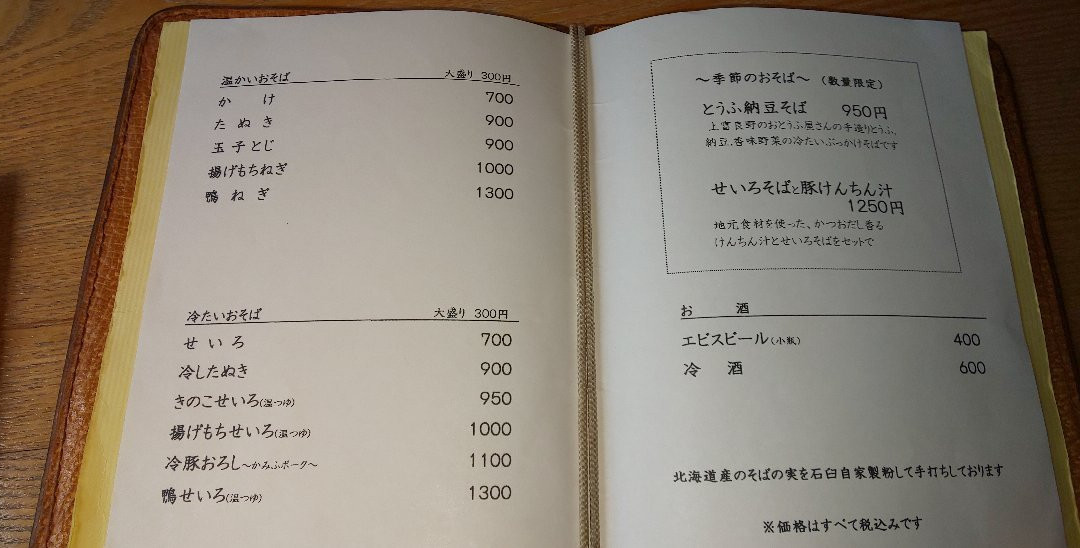 温かいおそば 大盛り 300円
かけ 700
たぬき 900
玉子とじ 900
揚げもちねぎ 1000
鴨ねぎ 1300
冷たいおそば 大盛り 300円
せいろ 700
冷したぬき 900
きのこせいろ(温つゆ) 950
揚げもちせいろ(温つゆ) 1000
冷豚おろし~かみふポーク~ 1100
鴨せいろ(温つゆ) 1300
~季節のおそば~ (数量限定)
とうふ納豆そば 950円
上富良野のおとうふ屋さんの手造りとうふ、
納豆、香味野菜の冷たいぶっかけそばです
せいろそばと豚けんちん汁
1250円
地元食材を使った、かつおだし香る
けんちん汁とせいろそばをセットで
お酒
エビスビール(小瓶) 400
冷酒 600
北海道産のそばの実を石臼自家製粉して手打ちしております
※価格はすべて税込みです